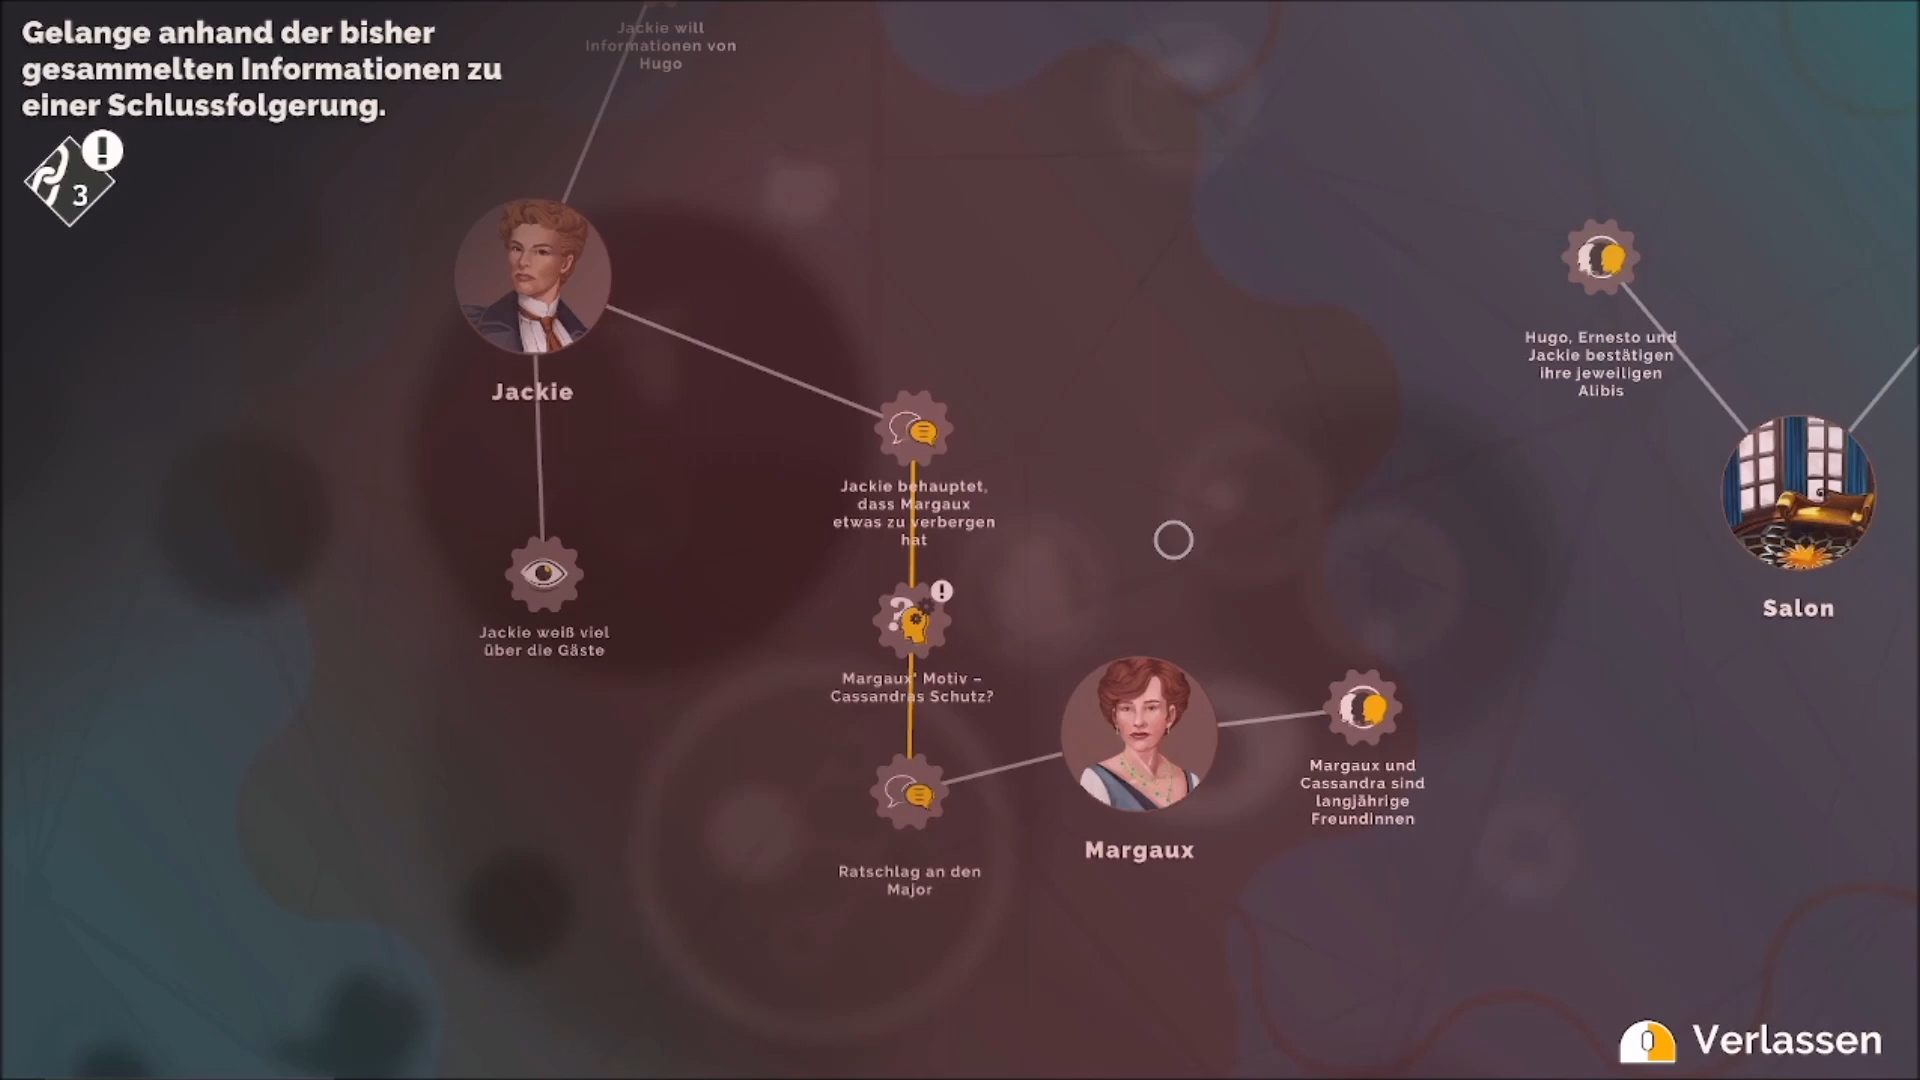 Gelange anhand der bisher
gesammelten Informationen zu
einer Schlussfolgerung.
3
Jackie will
Informationen von
Hugo
Jackie
Hugo, Ernesto und
Jackie bestätigen
ihre jeweiligen
Alibis
Jackie behauptet,
dass Margaux
etwas zu verbergen
hat
Salon
Jackie weiß viel
über die Gäste
Margaux' Motiv –
Cassandras Schutz?
Margaux und
Cassandra sind
langjährige
Freundinnen
Margaux
Ratschlag an den
Major
Verlassen